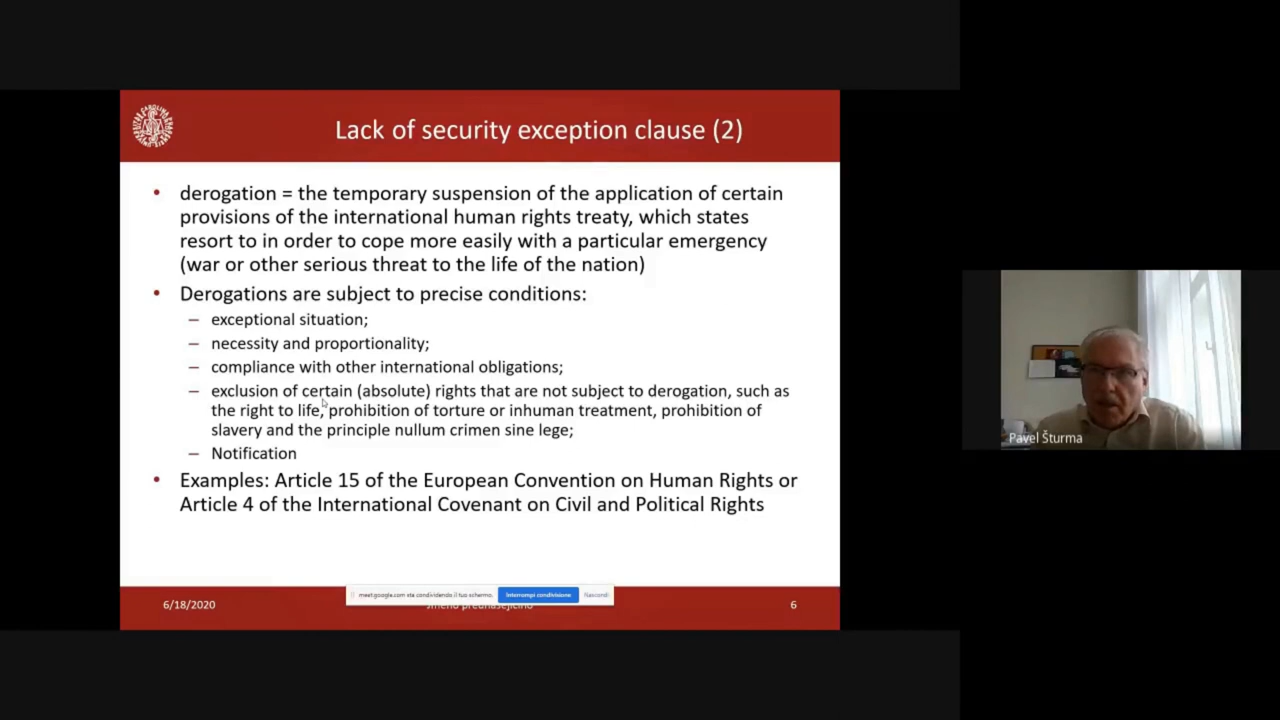 Lack of security exception clause (2)
• derogation = the temporary suspension of the application of certain
provisions of the international human rights treaty, which states
resort to in order to cope more easily with a particular emergency
(war or other serious threat to the life of the nation)
• Derogations are subject to precise conditions:
– exceptional situation;
– necessity and proportionality;
– compliance with other international obligations;
– exclusion of certain (absolute) rights that are not subject to derogation, such as
the right to life, prohibition of torture or inhuman treatment, prohibition of
slavery and the principle nullum crimen sine lege;
– Notification
• Examples: Article 15 of the European Convention on Human Rights or
Article 4 of the International Covenant on Civil and Political Rights
meet.google.com sta condividendo il tuo schermo. Interrompi condivisione Nascondi
6/18/2020
6
Pavel Šturma